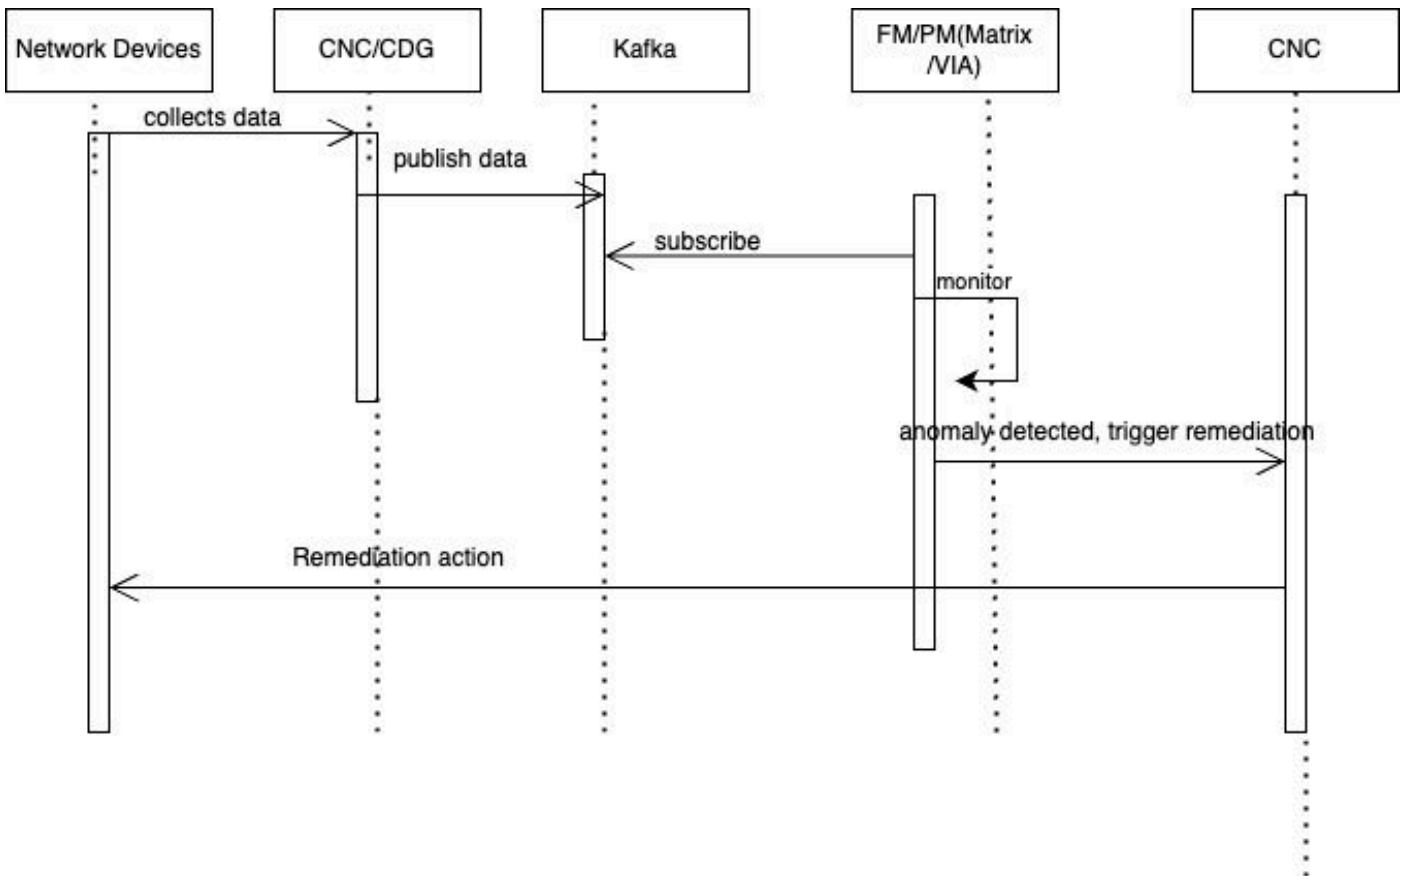 Network Devices
CNC/CDG
Kafka
FM/PM(Matrix
/VIA)
CNC
collects data
publish data
subscribe
monitor
anomaly detected, trigger remediation
Remediation action